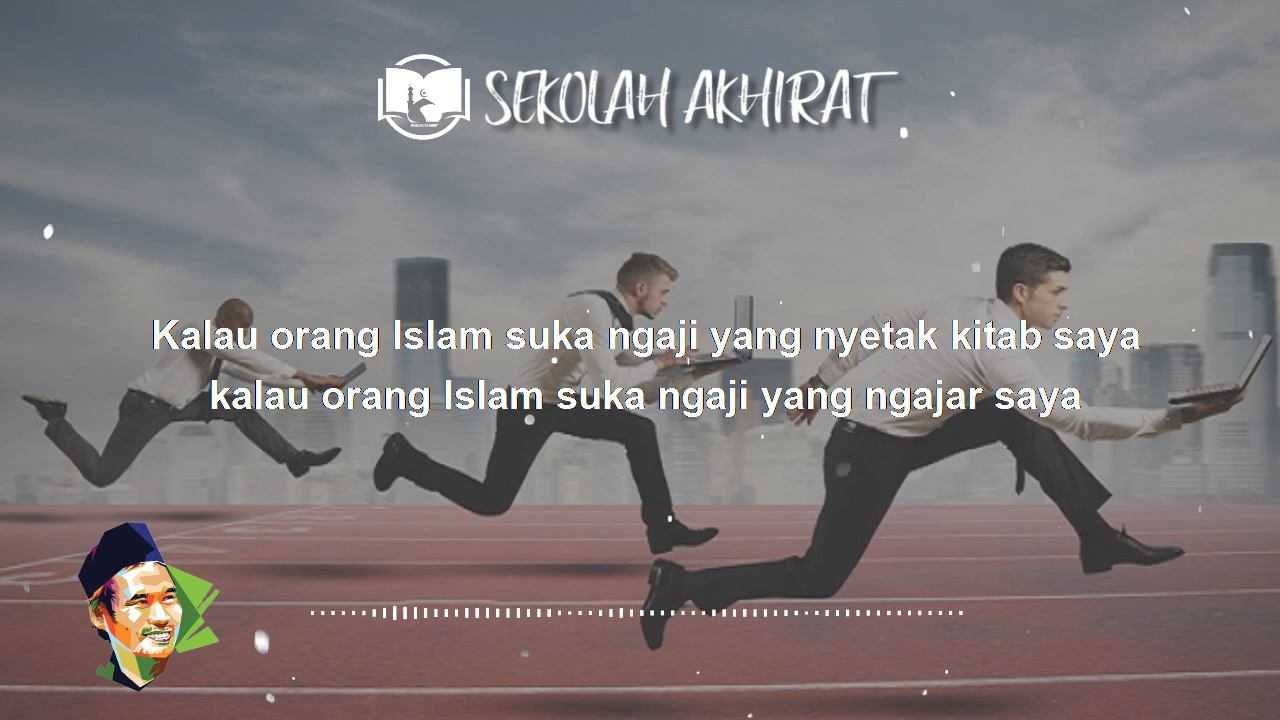 SEKOLAH AKHIRAT
Kalau orang Islam suka ngaji yang nyetak kitab saya
kalau orang Islam suka ngaji yang ngajar saya